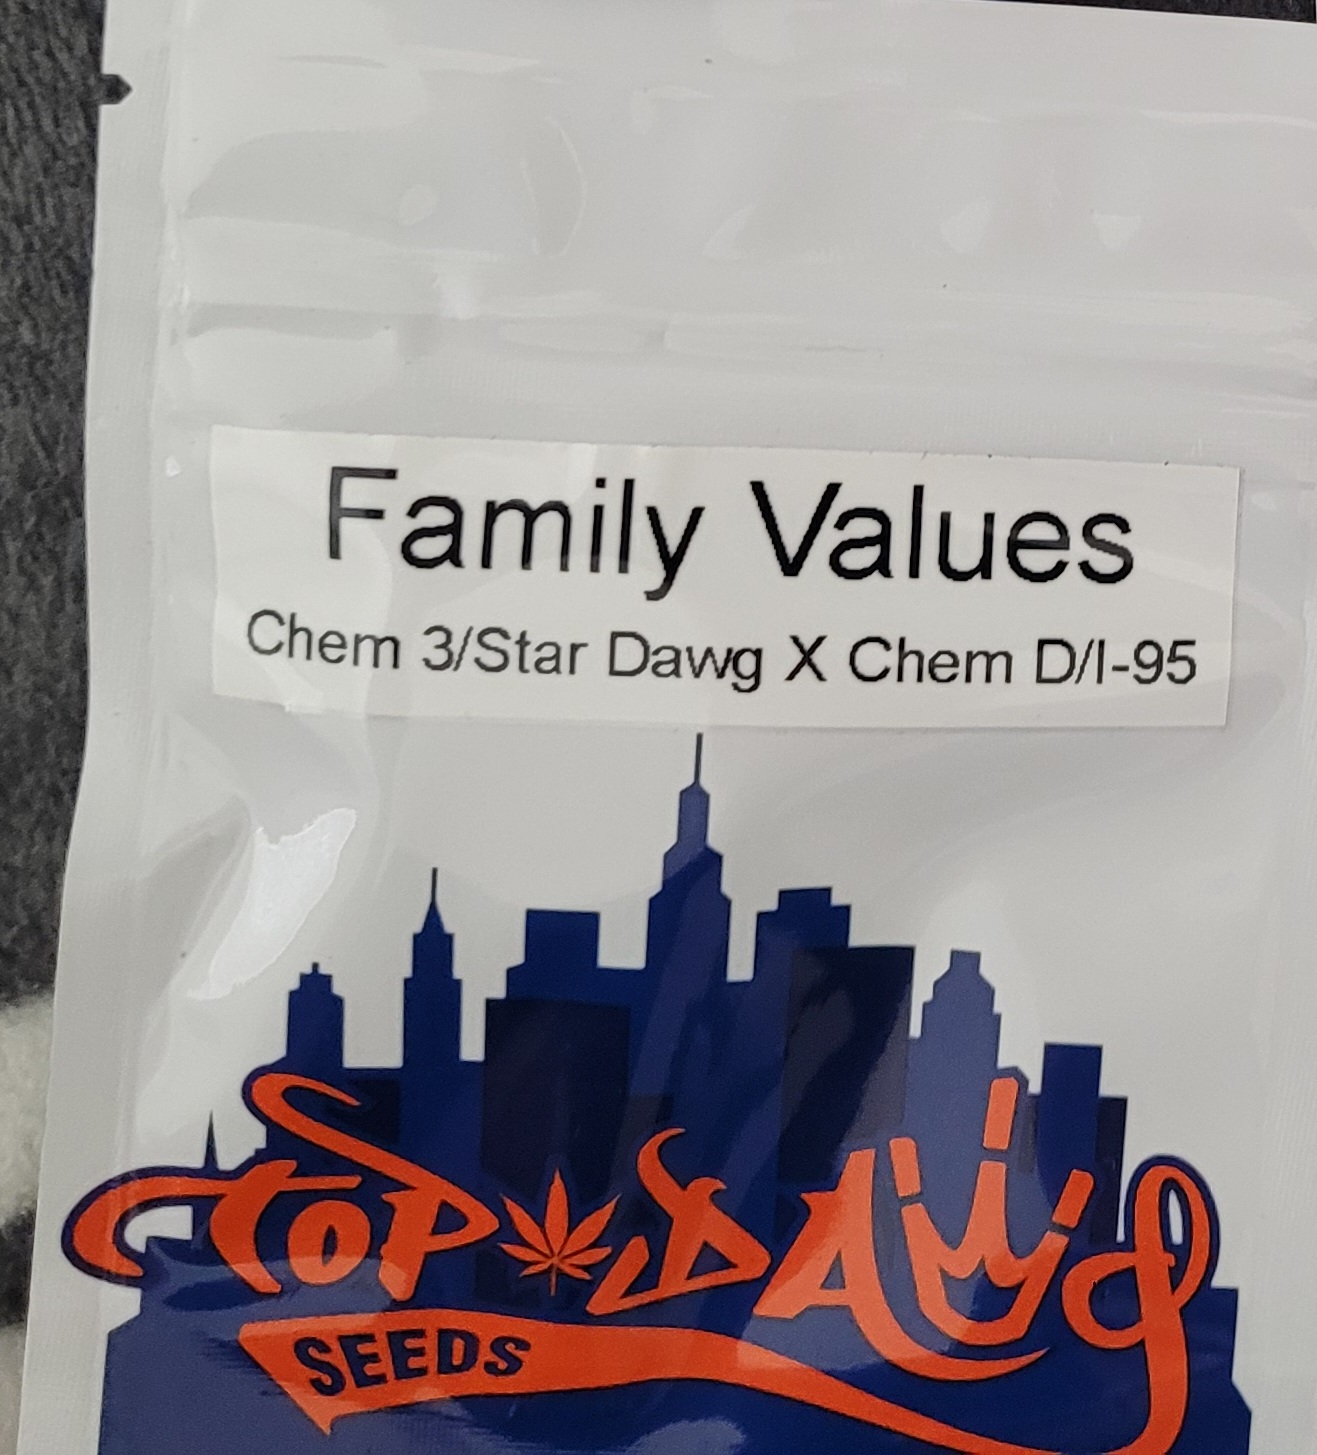 Family Values
Chem 3/Star Dawg X Chem D/I-95
TOP DAWG
SEEDS